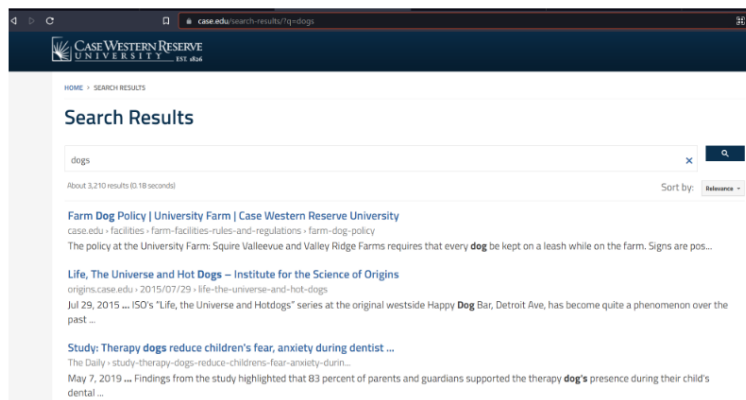 case.edu/search-results/?q=dogs
CASE WESTERN RESERVE
UNIVERSITY EST. 1826
HOME > SEARCH RESULTS
Search Results
dogs
About 3,210 results (0.18 seconds)
Sort by: Relevance
Farm Dog Policy | University Farm | Case Western Reserve University
case.edu › facilities › farm-facilities-rules-and-regulations › farm-dog-policy
The policy at the University Farm: Squire Valleevue and Valley Ridge Farms requires that every dog be kept on a leash while on the farm. Signs are pos...
Life, The Universe and Hot Dogs – Institute for the Science of Origins
origins.case.edu › 2015/07/29 › life-the-universe-and-hot-dogs
Jul 29, 2015 ... ISO's "Life, the Universe and Hotdogs" series at the original westside Happy Dog Bar, Detroit Ave, has become quite a phenomenon over the
past ...
Study: Therapy dogs reduce children's fear, anxiety during dentist ...
The Daily › study-therapy-dogs-reduce-childrens-fear-anxiety-durin...
May 7, 2019 ... Findings from the study highlighted that 83 percent of parents and guardians supported the therapy dog's presence during their child's
dental ...